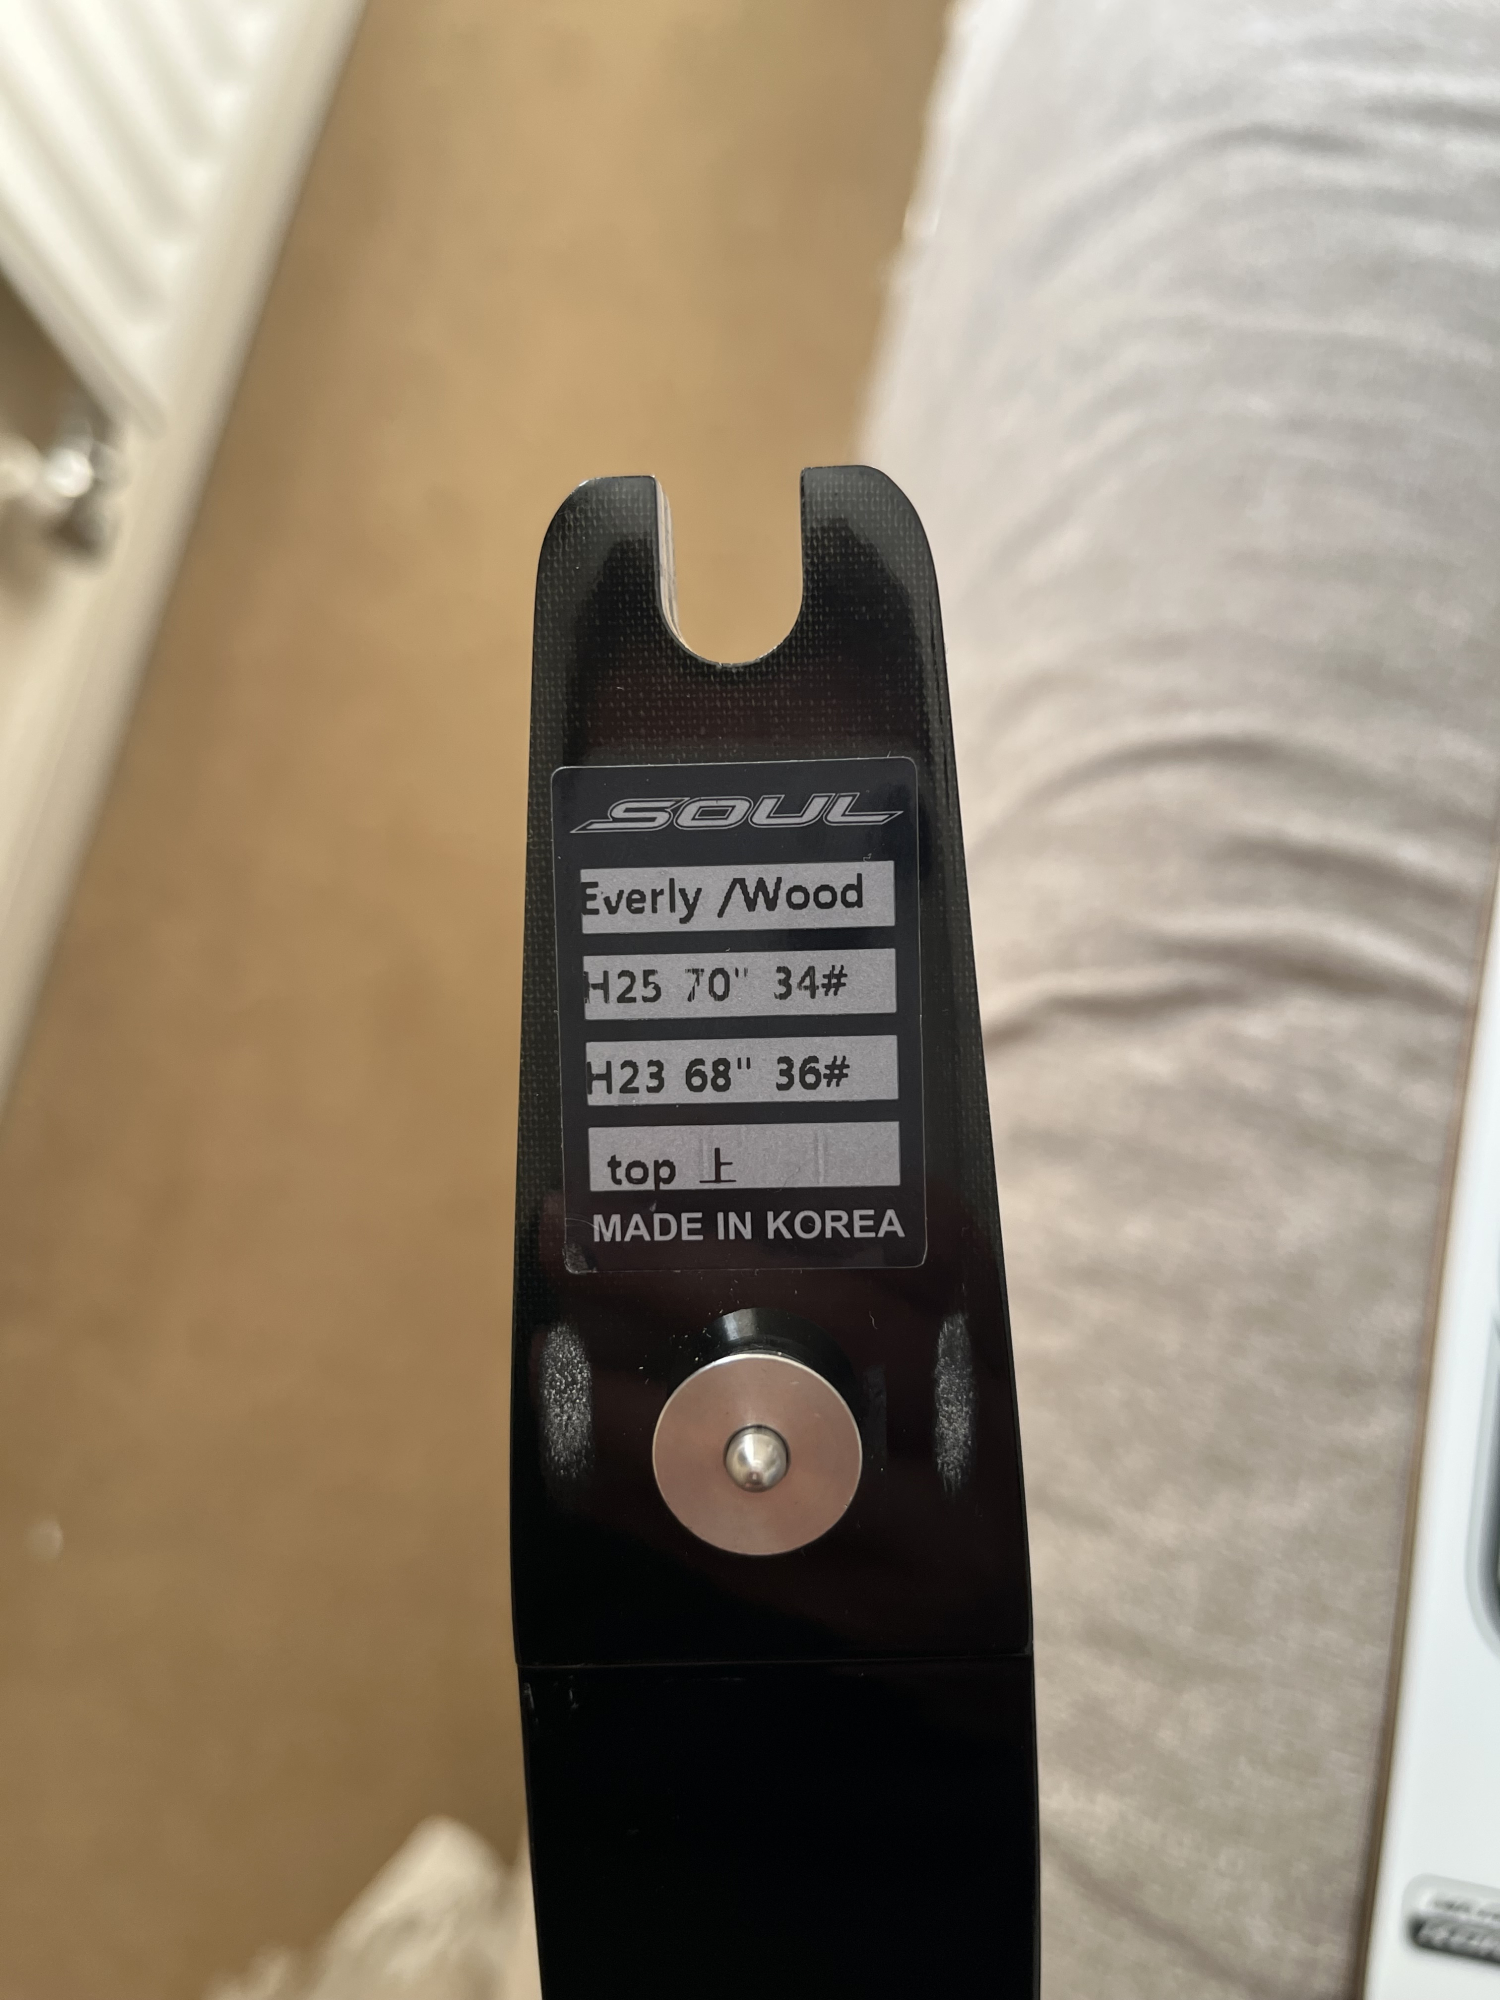 SOUL
Everly /Wood
H25 70" 34#
H23 68" 36#
top 上
MADE IN KOREA